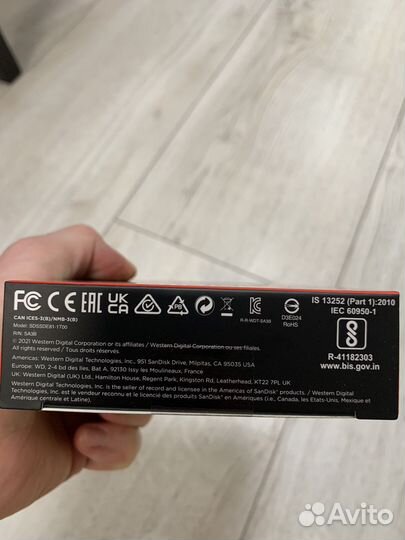 FC CE EAC UK CA
CAN ICES-3(B)/NMB-3(B)
Model: SDSSDE81-1T00
R/N: SA3B
© 2021 Western Digital Corporation or its affiliates / Western Digital Corporation ou ses affiliées.
All rights reserved. / Tous droits réservés.
R-R-WDT-SA3B
D3E024
RoHS
IS 13252 (Part 1):2010
IEC 60950-1
R-41182303
www.bis.gov.in
Americas: Western Digital Technologies, Inc., 951 SanDisk Drive, Milpitas, CA 95035 USA
Europe: WD, 2-4 bd des îles, Bat A, 92130 Issy les Moulineaux, France
UK: Western Digital (UK) Ltd., Hamilton House, Regent Park, Kingston Rd, Leatherhead, KT22 7PL UK
Western Digital Technologies, Inc. is the seller of record and licensee in the Americas of SanDisk® products. / Western Digital
Technologies, Inc. est le vendeur reconnu et le licencié des produits SanDisk® en Amériques (i.e., Canada, les Etats-Unis, Mexique et
Amérique centrale et Latine).
Avito